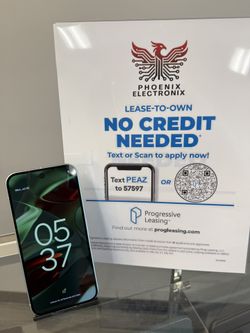 PHOENIX
ELECTRONIX
LEASE-TO-OWN
NO CREDIT
NEEDED
Text or Scan to apply now!
Text PEAZ
to 57597
OR
Progressive
Leasing
Find out more at progleasing.com
05
37